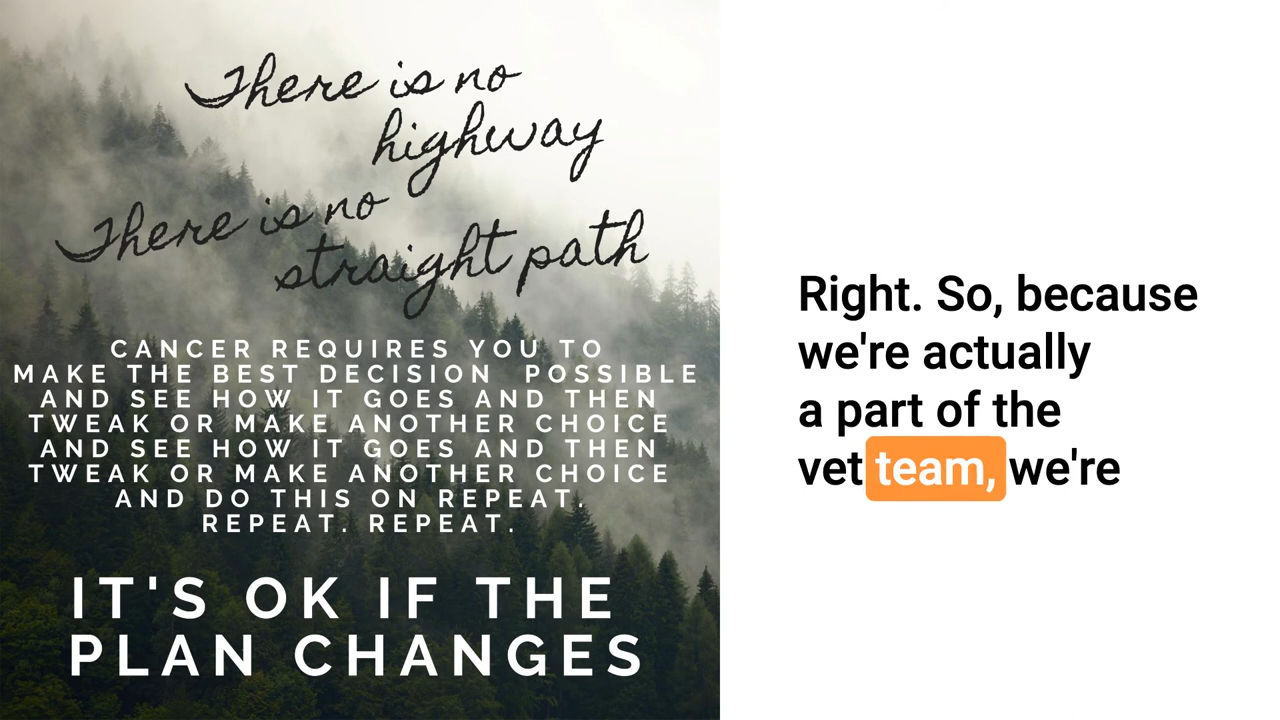 There is no
highway
There is no
straight path
CANCER REQUIRES YOU TO
MAKE THE BEST DECISION POSSIBLE
AND SEE HOW IT GOES AND THEN
TWEAK OR MAKE ANOTHER CHOICE
AND SEE HOW IT GOES AND THEN
TWEAK OR MAKE ANOTHER CHOICE
AND DO THIS ON REPEAT.
REPEAT. REPEAT.
IT'S OK IF THE
PLAN CHANGES
Right. So, because
we're actually
a part of the
vet team, we're